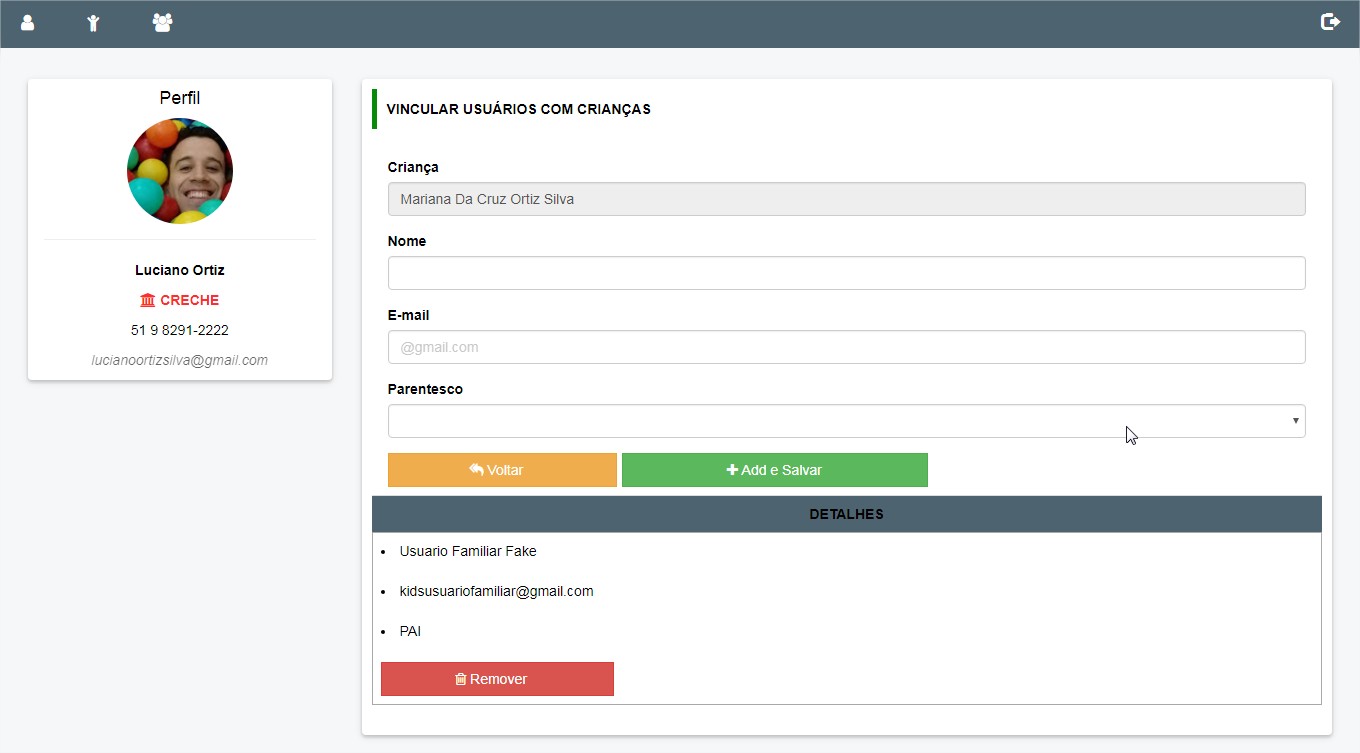 Perfil
Luciano Ortiz
CRECHE
51 9 8291-2222
lucianoortizsilva@gmail.com
VINCULAR USUÁRIOS COM CRIANÇAS
Criança
Mariana Da Cruz Ortiz Silva
Nome
E-mail
@gmail.com
Parentesco
Voltar
Add e Salvar
DETALHES
Usuario Familiar Fake
kidsusuariofamiliar@gmail.com
PAI
Remover